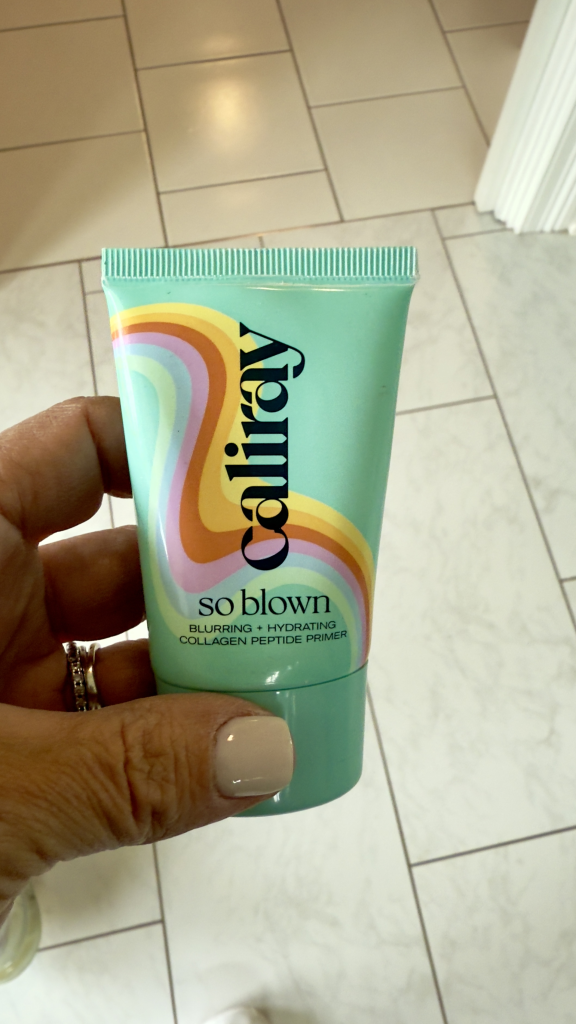 caliray
so blown
BLURRING + HYDRATING
COLLAGEN PEPTIDE PRIMER